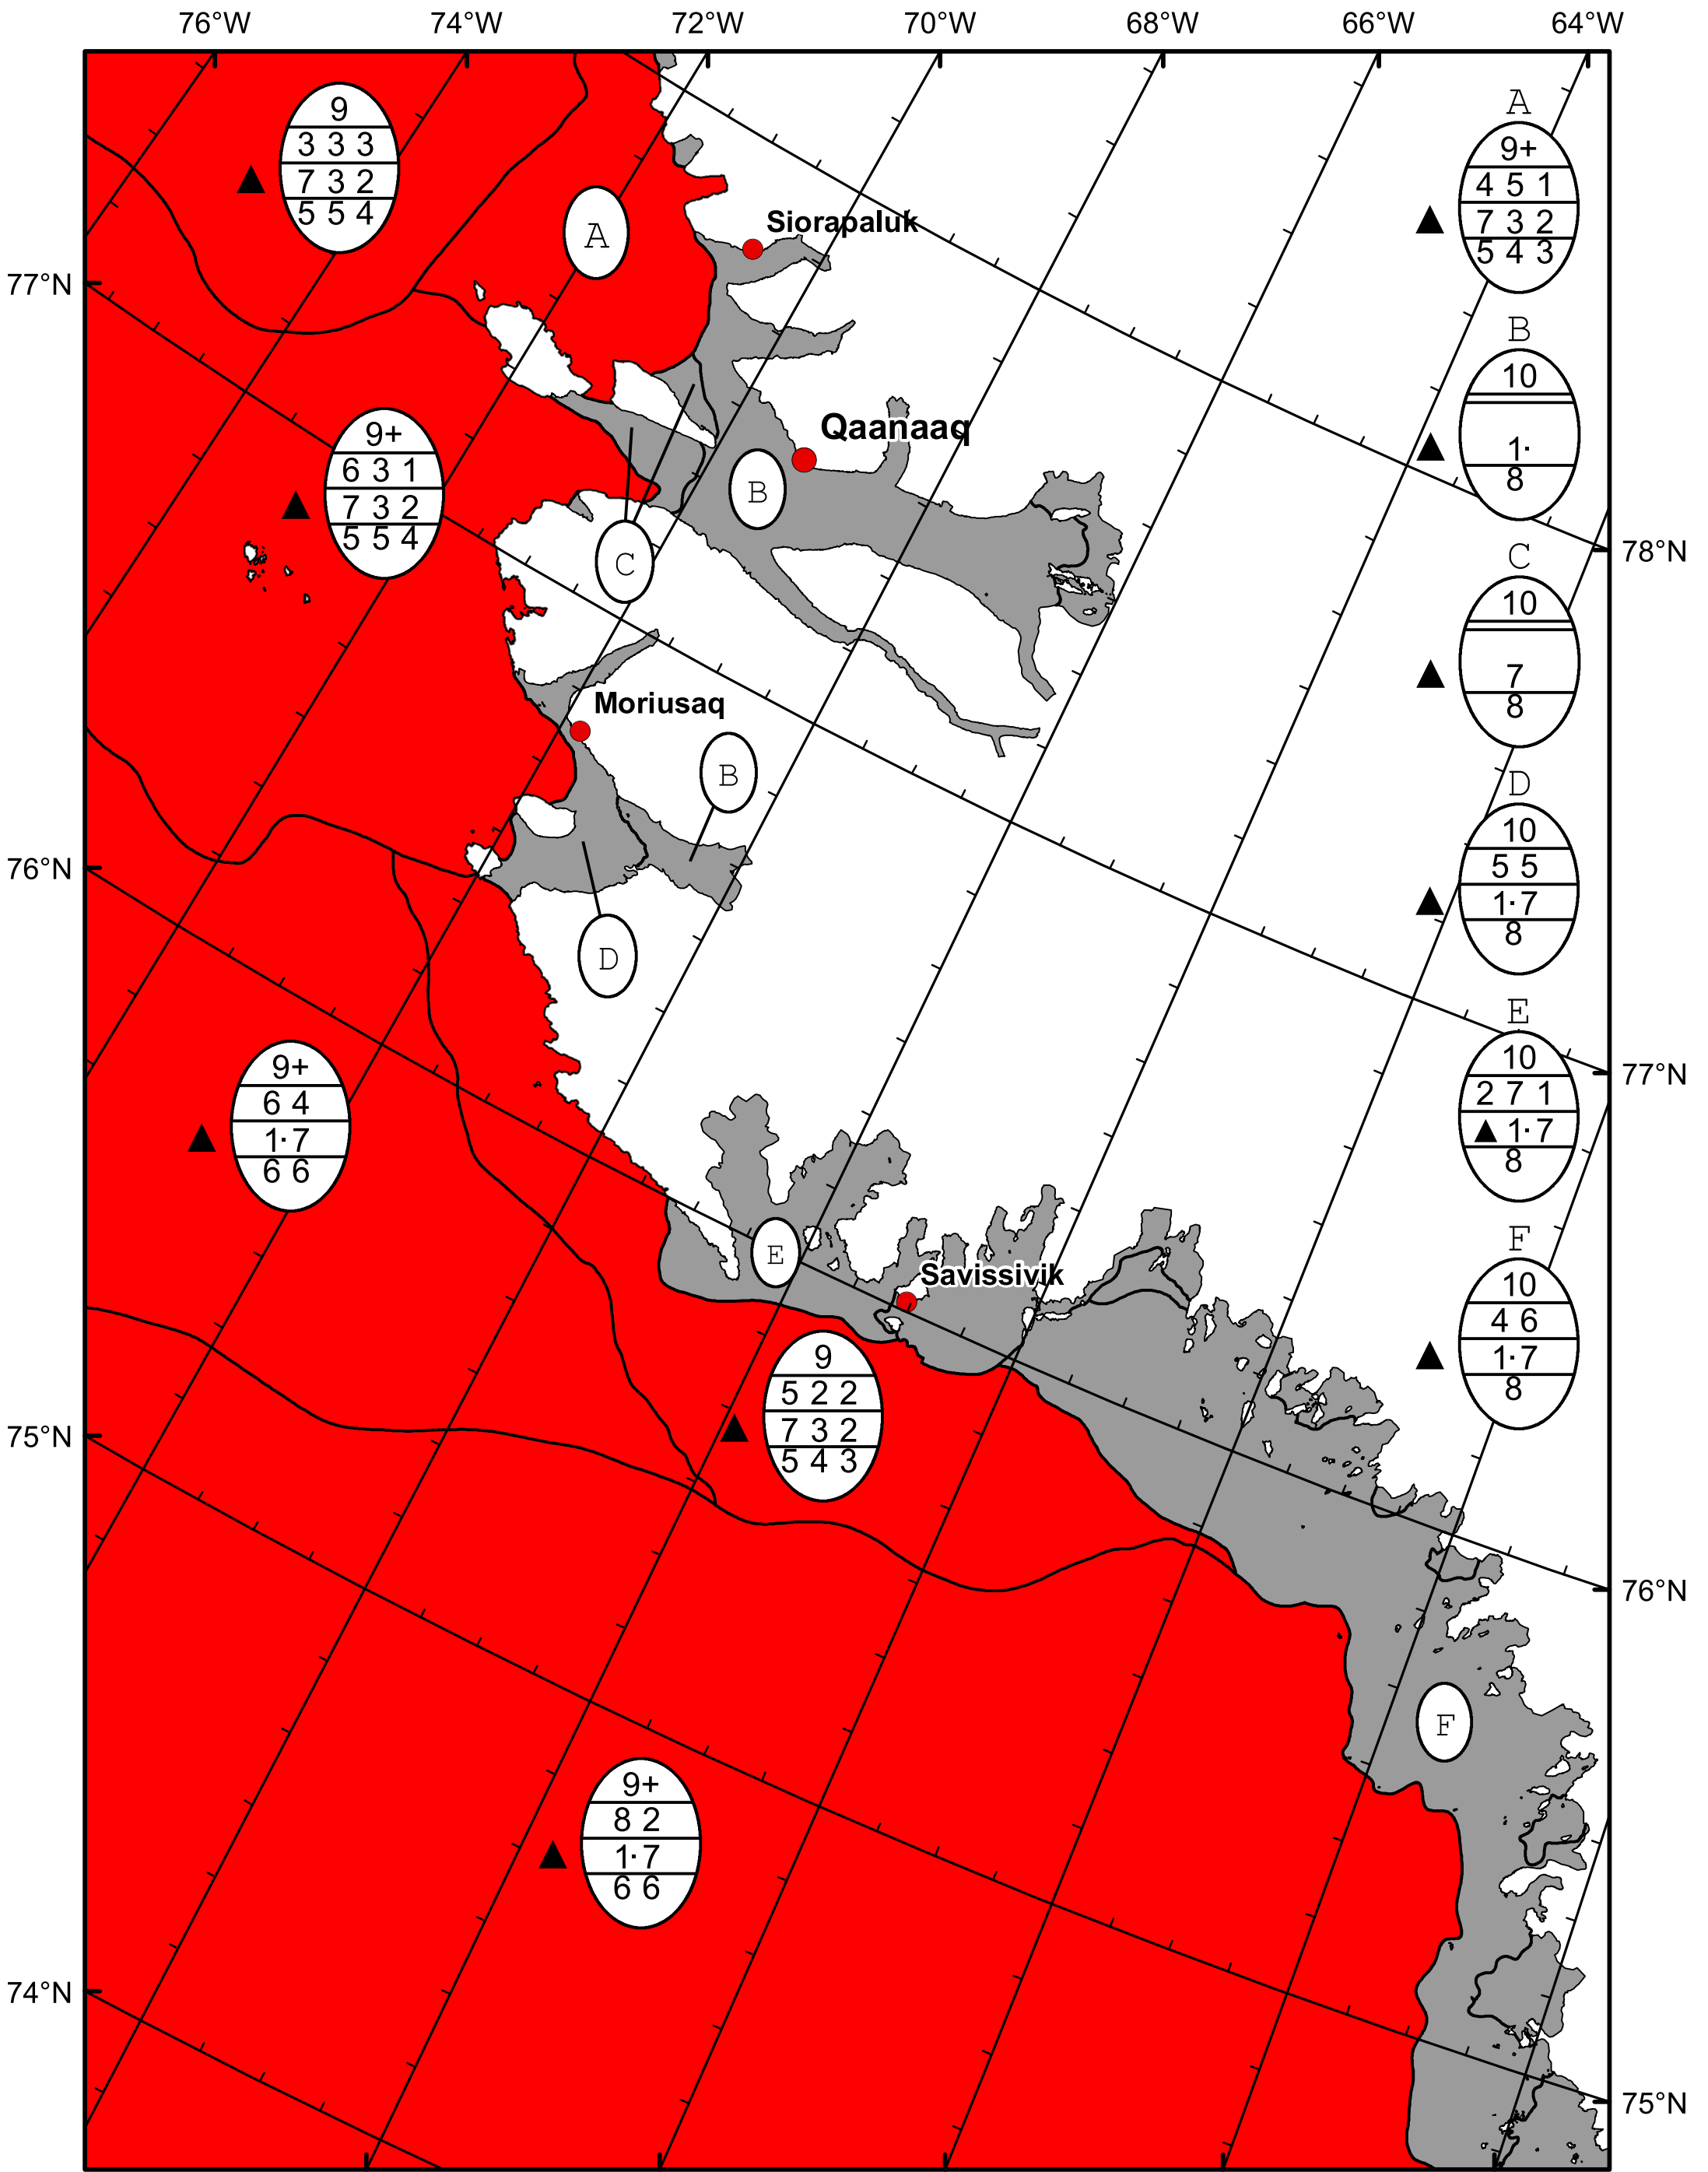 76°W 74°W 72°W 70°W 68°W 66°W 64°W
9
3 3 3
7 3 2
5 5 4
A
A
9+
4 5 1
7 3 2
5 4 3
Siorapaluk
77°N
B
10
1·
8
9+
6 3 1
7 3 2
5 5 4
Qaanaaq
B
C
78°N
C
10
7
8
Moriusaq
B
D
76°N
D
10
5 5
1·7
8
E
10
2 7 1
▲ 1·7
8
77°N
9+
6 4
1·7
6 6
E
Savissivik
F
10
4 6
1·7
8
9
5 2 2
7 3 2
5 4 3
75°N
76°N
F
9+
8 2
1·7
6 6
74°N
75°N